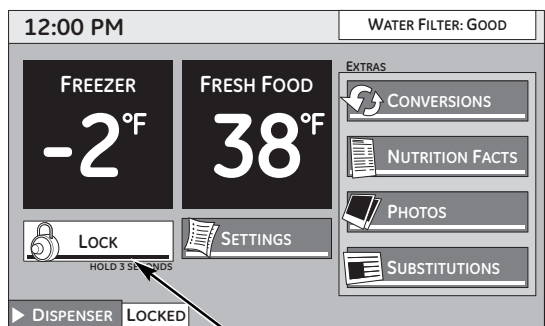 12:00 PM
WATER FILTER: GOOD
FREEZER
-2°F
FRESH FOOD
38°F
EXTRAS
CONVERSIONS
NUTRITION FACTS
PHOTOS
SUBSTITUTIONS
LOCK
HOLD 3 SECONDS
SETTINGS
DISPENSER
LOCKED